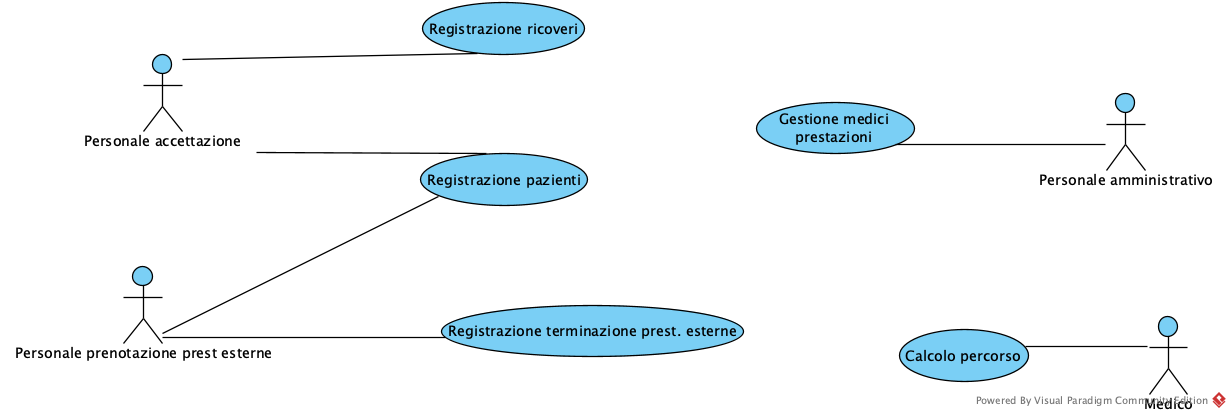 Registrazione ricoveri
Personale accettazione
Gestione medici
prestazioni
Registrazione pazienti
Personale amministrativo
Registrazione terminazione prest. esterne
Personale prenotazione prest esterne
Calcolo percorso
Medico
Powered By Visual Paradigm Community Edition